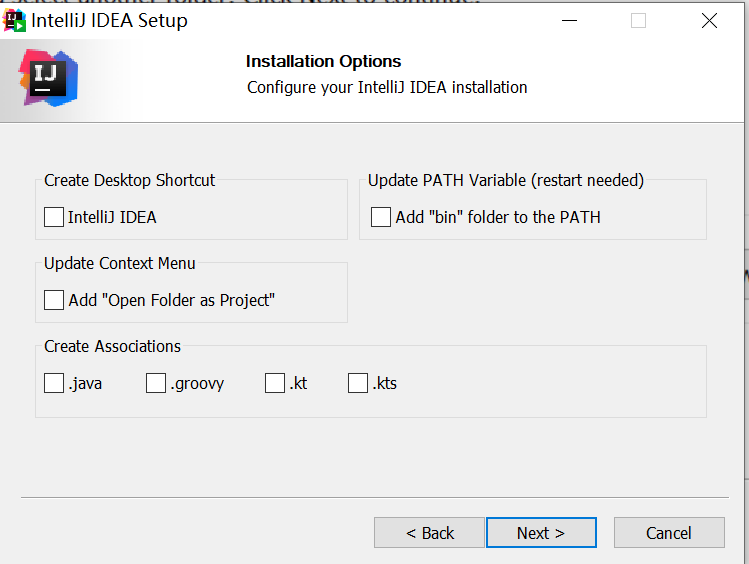 IntelliJ IDEA Setup
IJ
Installation Options
Configure your IntelliJ IDEA installation
Create Desktop Shortcut
IntelliJ IDEA
Update PATH Variable (restart needed)
Add "bin" folder to the PATH
Update Context Menu
Add "Open Folder as Project"
Create Associations
.java .groovy .kt .kts
< Back Next > Cancel